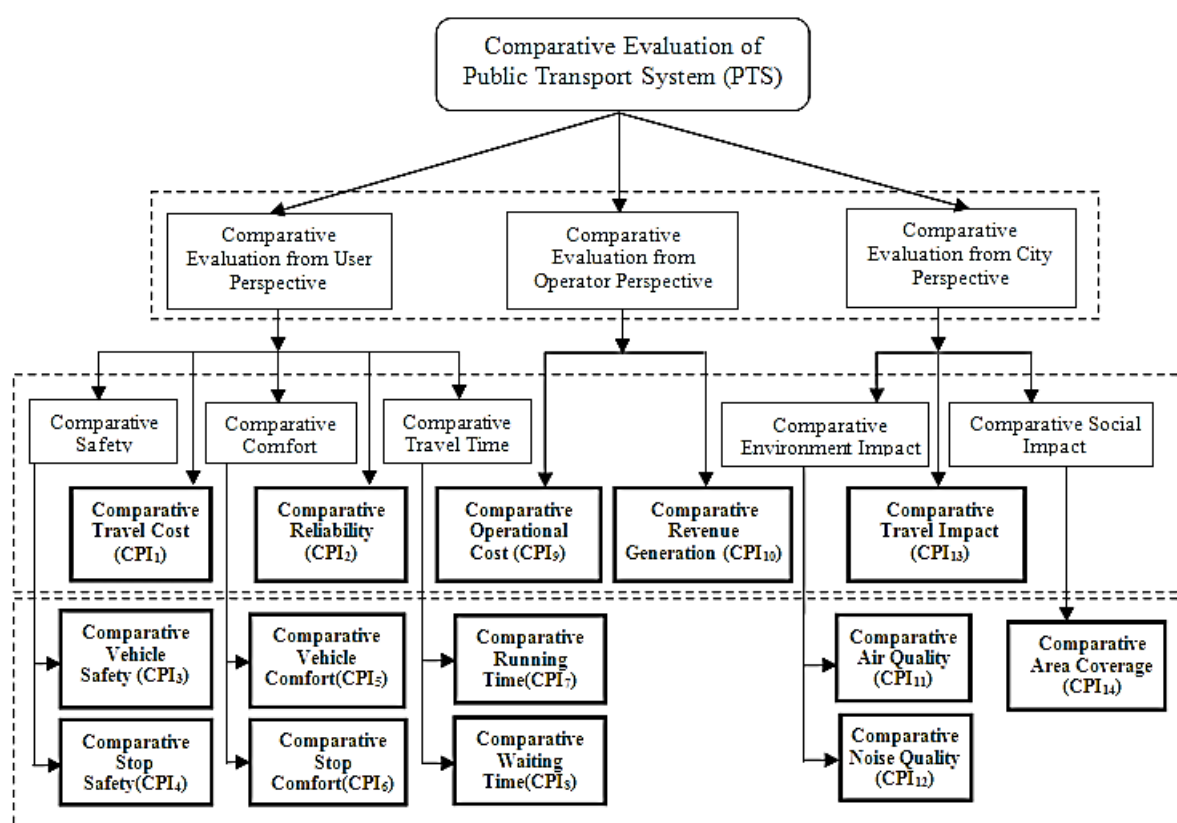 Comparative Evaluation of
Public Transport System (PTS)
Comparative
Evaluation from User
Perspective
Comparative
Evaluation from
Operator Perspective
Comparative
Evaluation from City
Perspective
Comparative
Safety
Comparative
Comfort
Comparative
Travel Time
Comparative
Environment Impact
Comparative Social
Impact
Comparative
Travel Cost
(CPI₁)
Comparative
Reliability
(CPI₂)
Comparative
Operational
Cost (CPI₉)
Comparative
Revenue
Generation (CPI₁₀)
Comparative
Travel Impact
(CPI₁₃)
Comparative
Vehicle
Safety (CPI₃)
Comparative
Vehicle
Comfort(CPI₅)
Comparative
Running
Time(CPI₇)
Comparative
Air Quality
(CPI₁₁)
Comparative
Area Coverage
(CPI₁₄)
Comparative
Stop
Safety(CPI₄)
Comparative
Stop
Comfort(CPI₆)
Comparative
Waiting
Time(CPI₈)
Comparative
Noise Quality
(CPI₁₂)